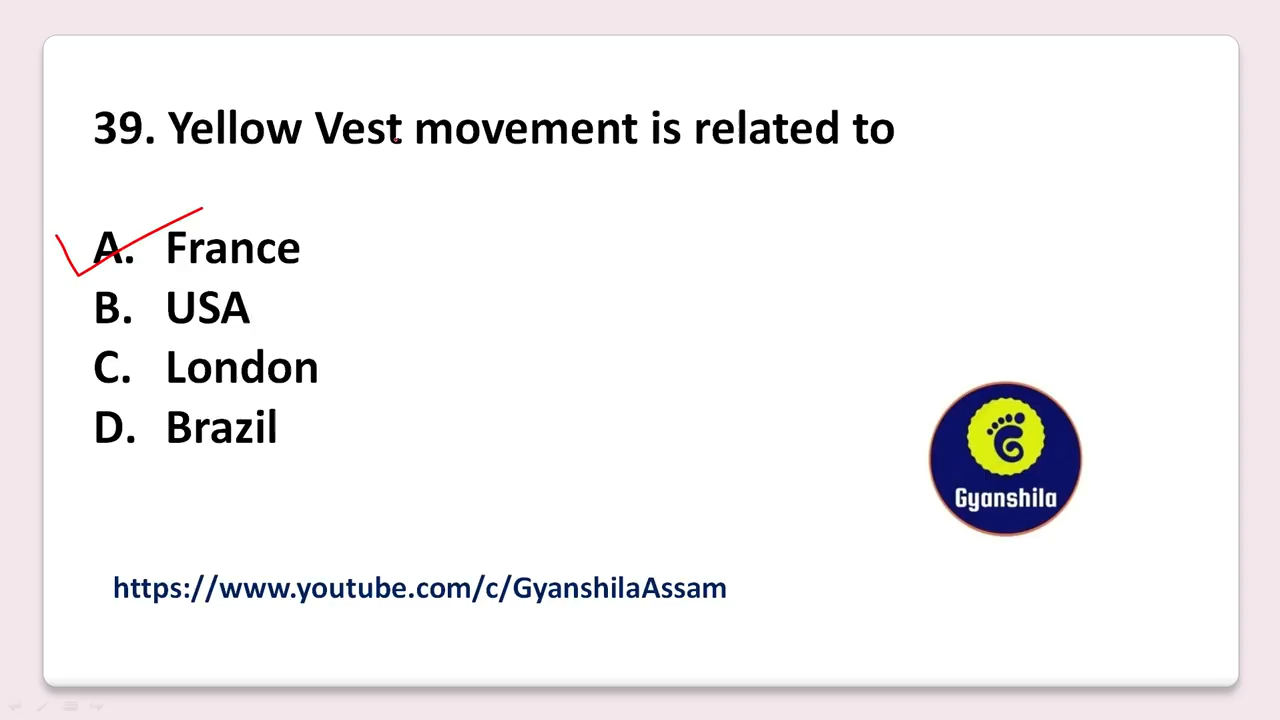 39. Yellow Vest movement is related to
A. France
B. USA
C. London
D. Brazil
Gyanshila
https://www.youtube.com/c/GyanshilaAssam